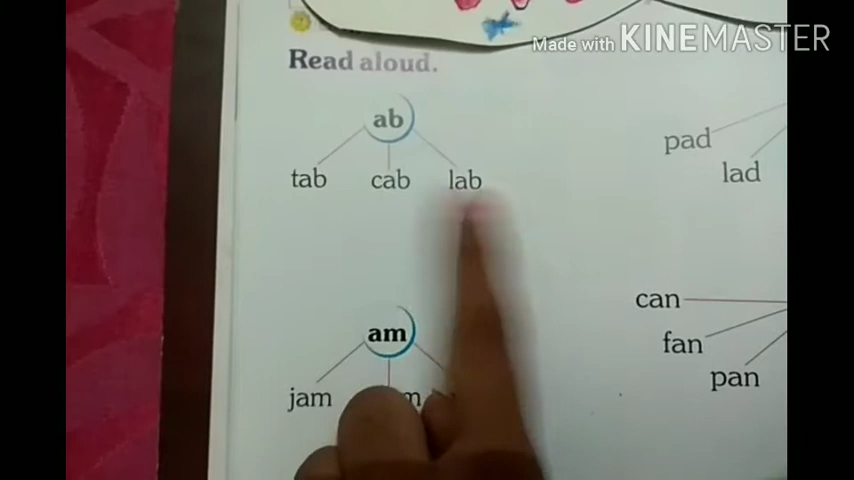 Made with KINEMASTER
Read aloud.
ab
tab cab lab
pad
lad
am
jam
can
fan
pan